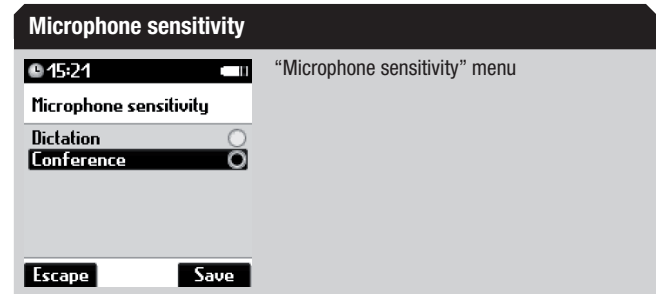 Microphone sensitivity
15:21
Microphone sensitivity
Dictation
Conference
Escape Save
“Microphone sensitivity” menu